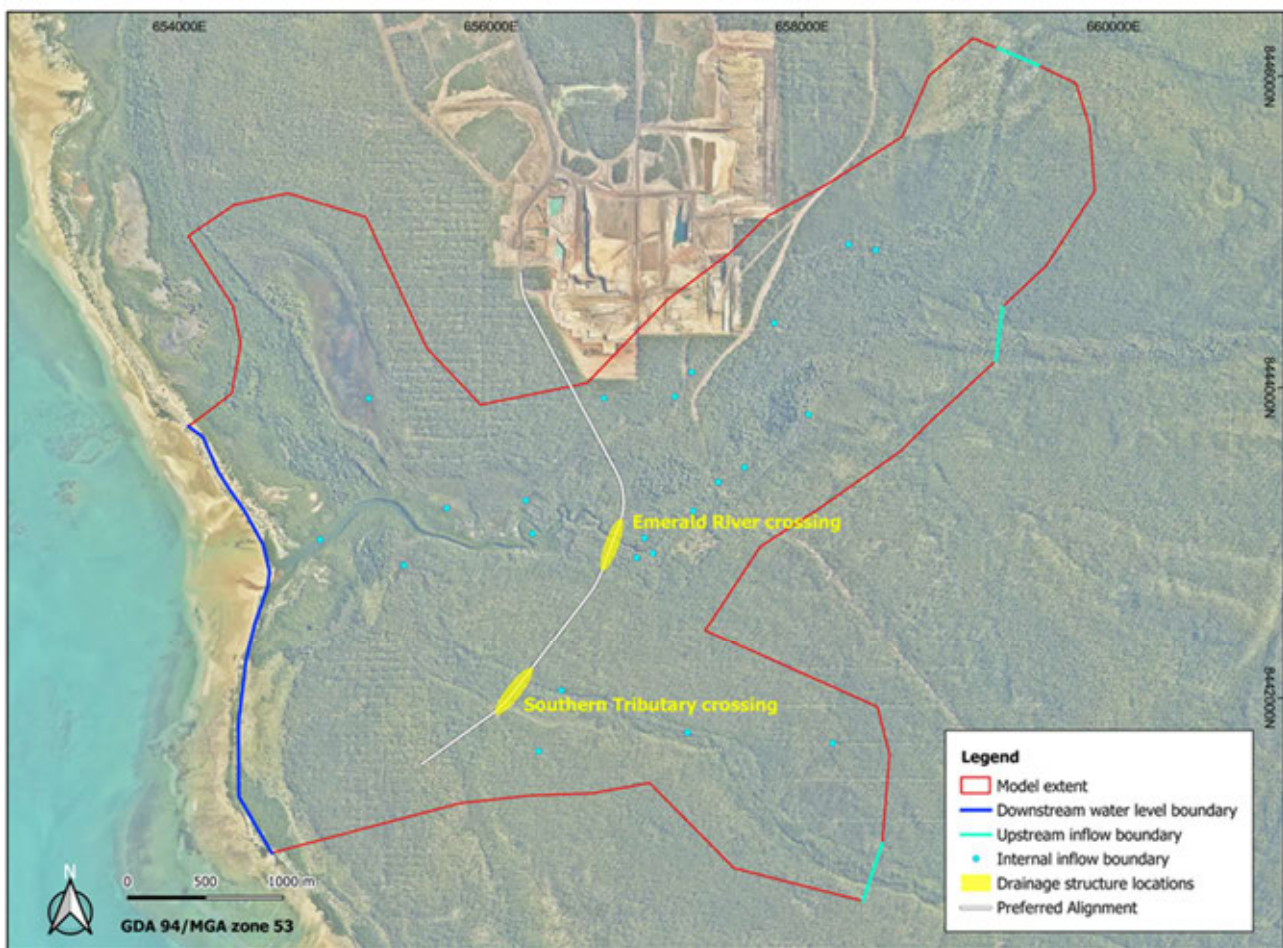 654000E
656000E
658000E
660000E
8446000N
8444000N
Emerald River crossing
8442000N
Southern Tributary crossing
Legend
Model extent
Downstream water level boundary
Upstream inflow boundary
Internal inflow boundary
Drainage structure locations
Preferred Alignment
N
0 500 1000 m
GDA 94/MGA zone 53